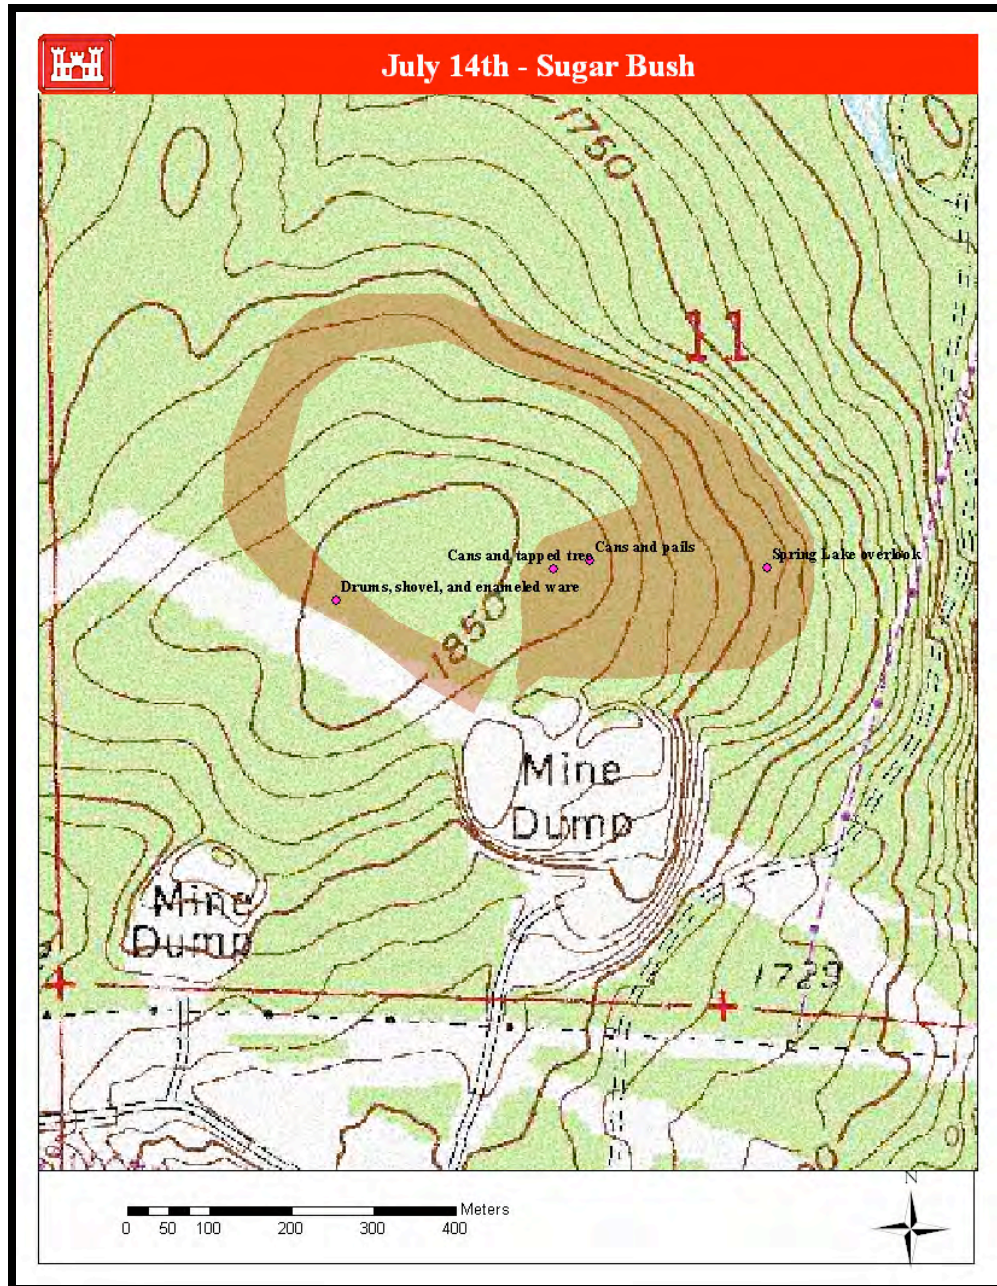 July 14th - Sugar Bush
1750
11
Cans and pails
Cans and tapped tree
Spring Lake overlook
Drums, shovel, and enameled ware
1850
Mine
Dump
Mine
Dump
1729
N
0 50 100 200 300 400 Meters